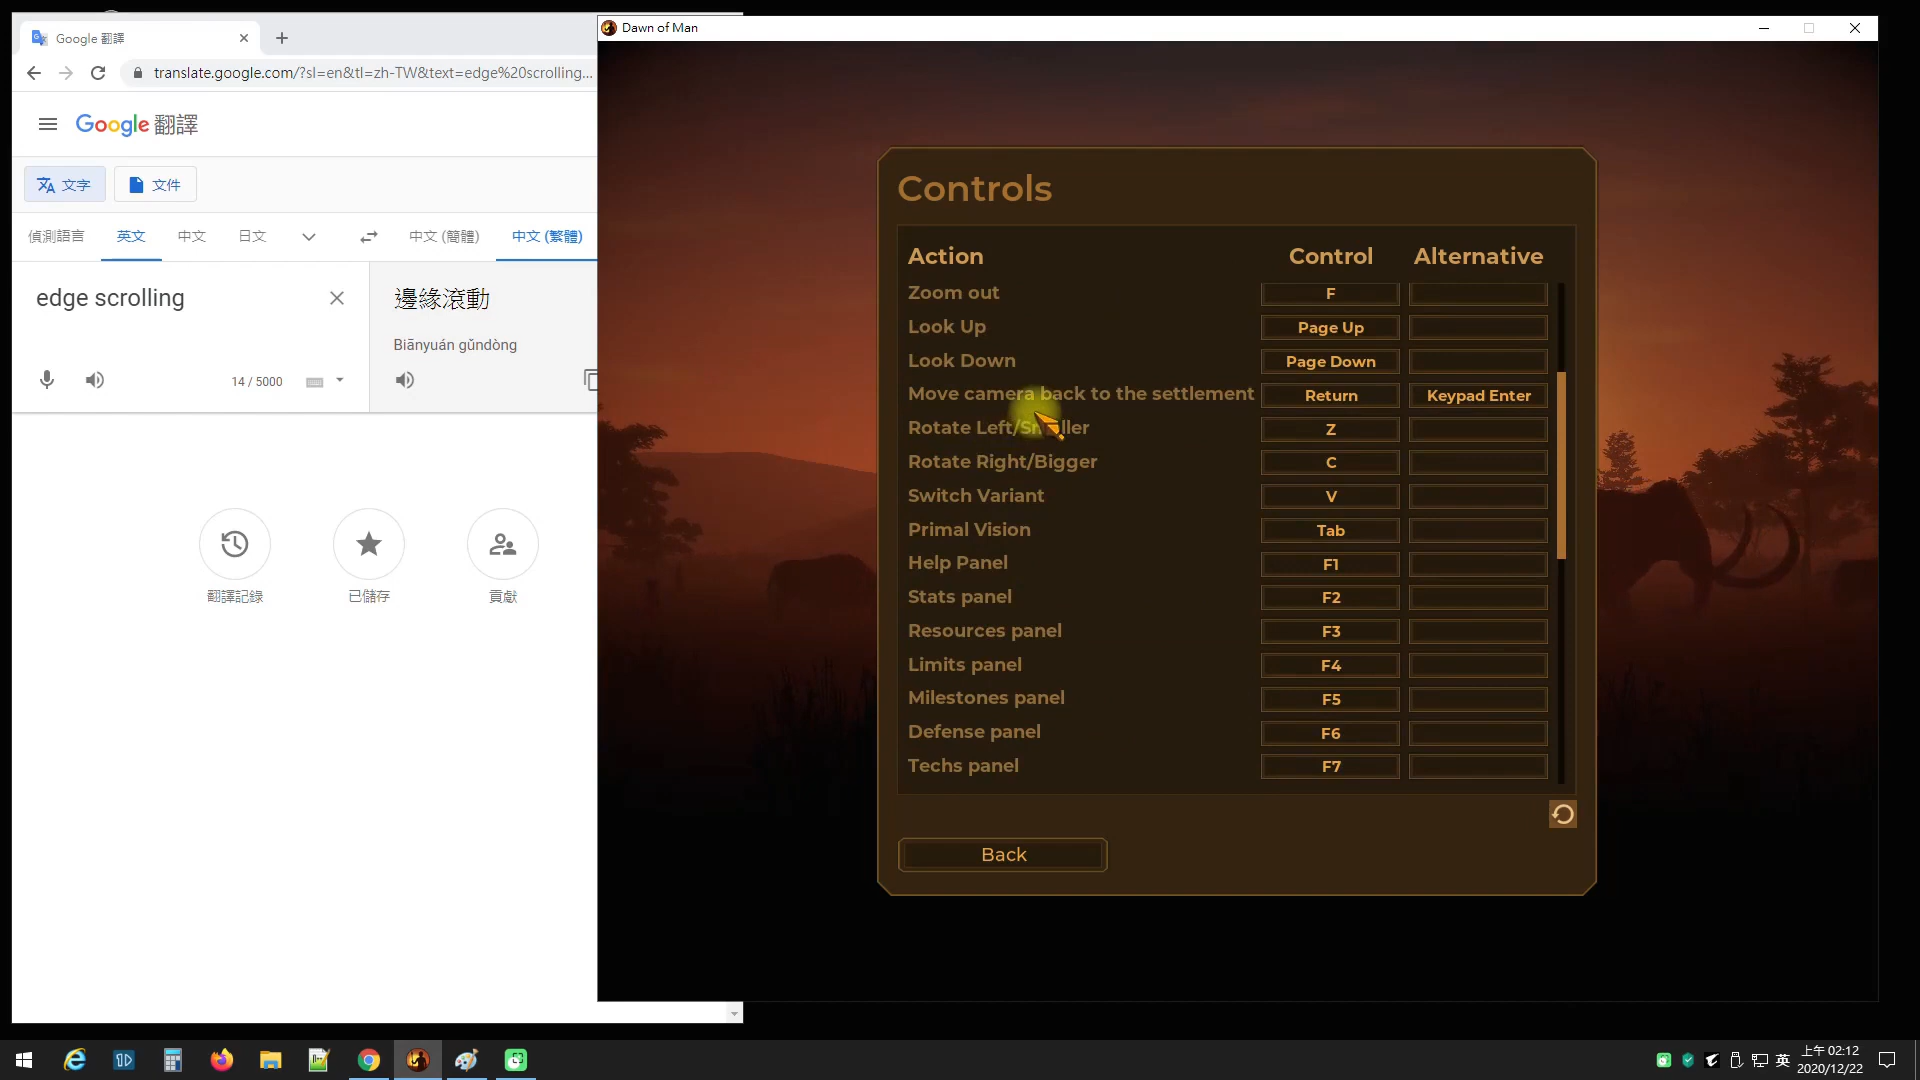 Google 翻譯
translate.google.com/?sl=en&tl=zh-TW&text=edge%20scrolling...
Google 翻譯
文字 文件
偵測語言 英文 中文 日文 中文 (簡體) 中文 (繁體)
edge scrolling
邊緣滾動
Biānyuán gǔndòng
14 / 5000
翻譯記錄 已儲存 貢獻
Dawn of Man
Controls
Action Control Alternative
Zoom out F
Look Up Page Up
Look Down Page Down
Move camera back to the settlement Return Keypad Enter
Rotate Left/Smaller Z
Rotate Right/Bigger C
Switch Variant V
Primal Vision Tab
Help Panel F1
Stats panel F2
Resources panel F3
Limits panel F4
Milestones panel F5
Defense panel F6
Techs panel F7
Back
英
上午 02:12
2020/12/22